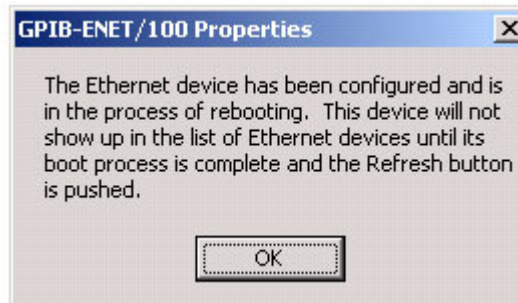 GPIB-ENET/100 Properties
The Ethernet device has been configured and is
in the process of rebooting.  This device will not
show up in the list of Ethernet devices until its
boot process is complete and the Refresh button
is pushed.
OK